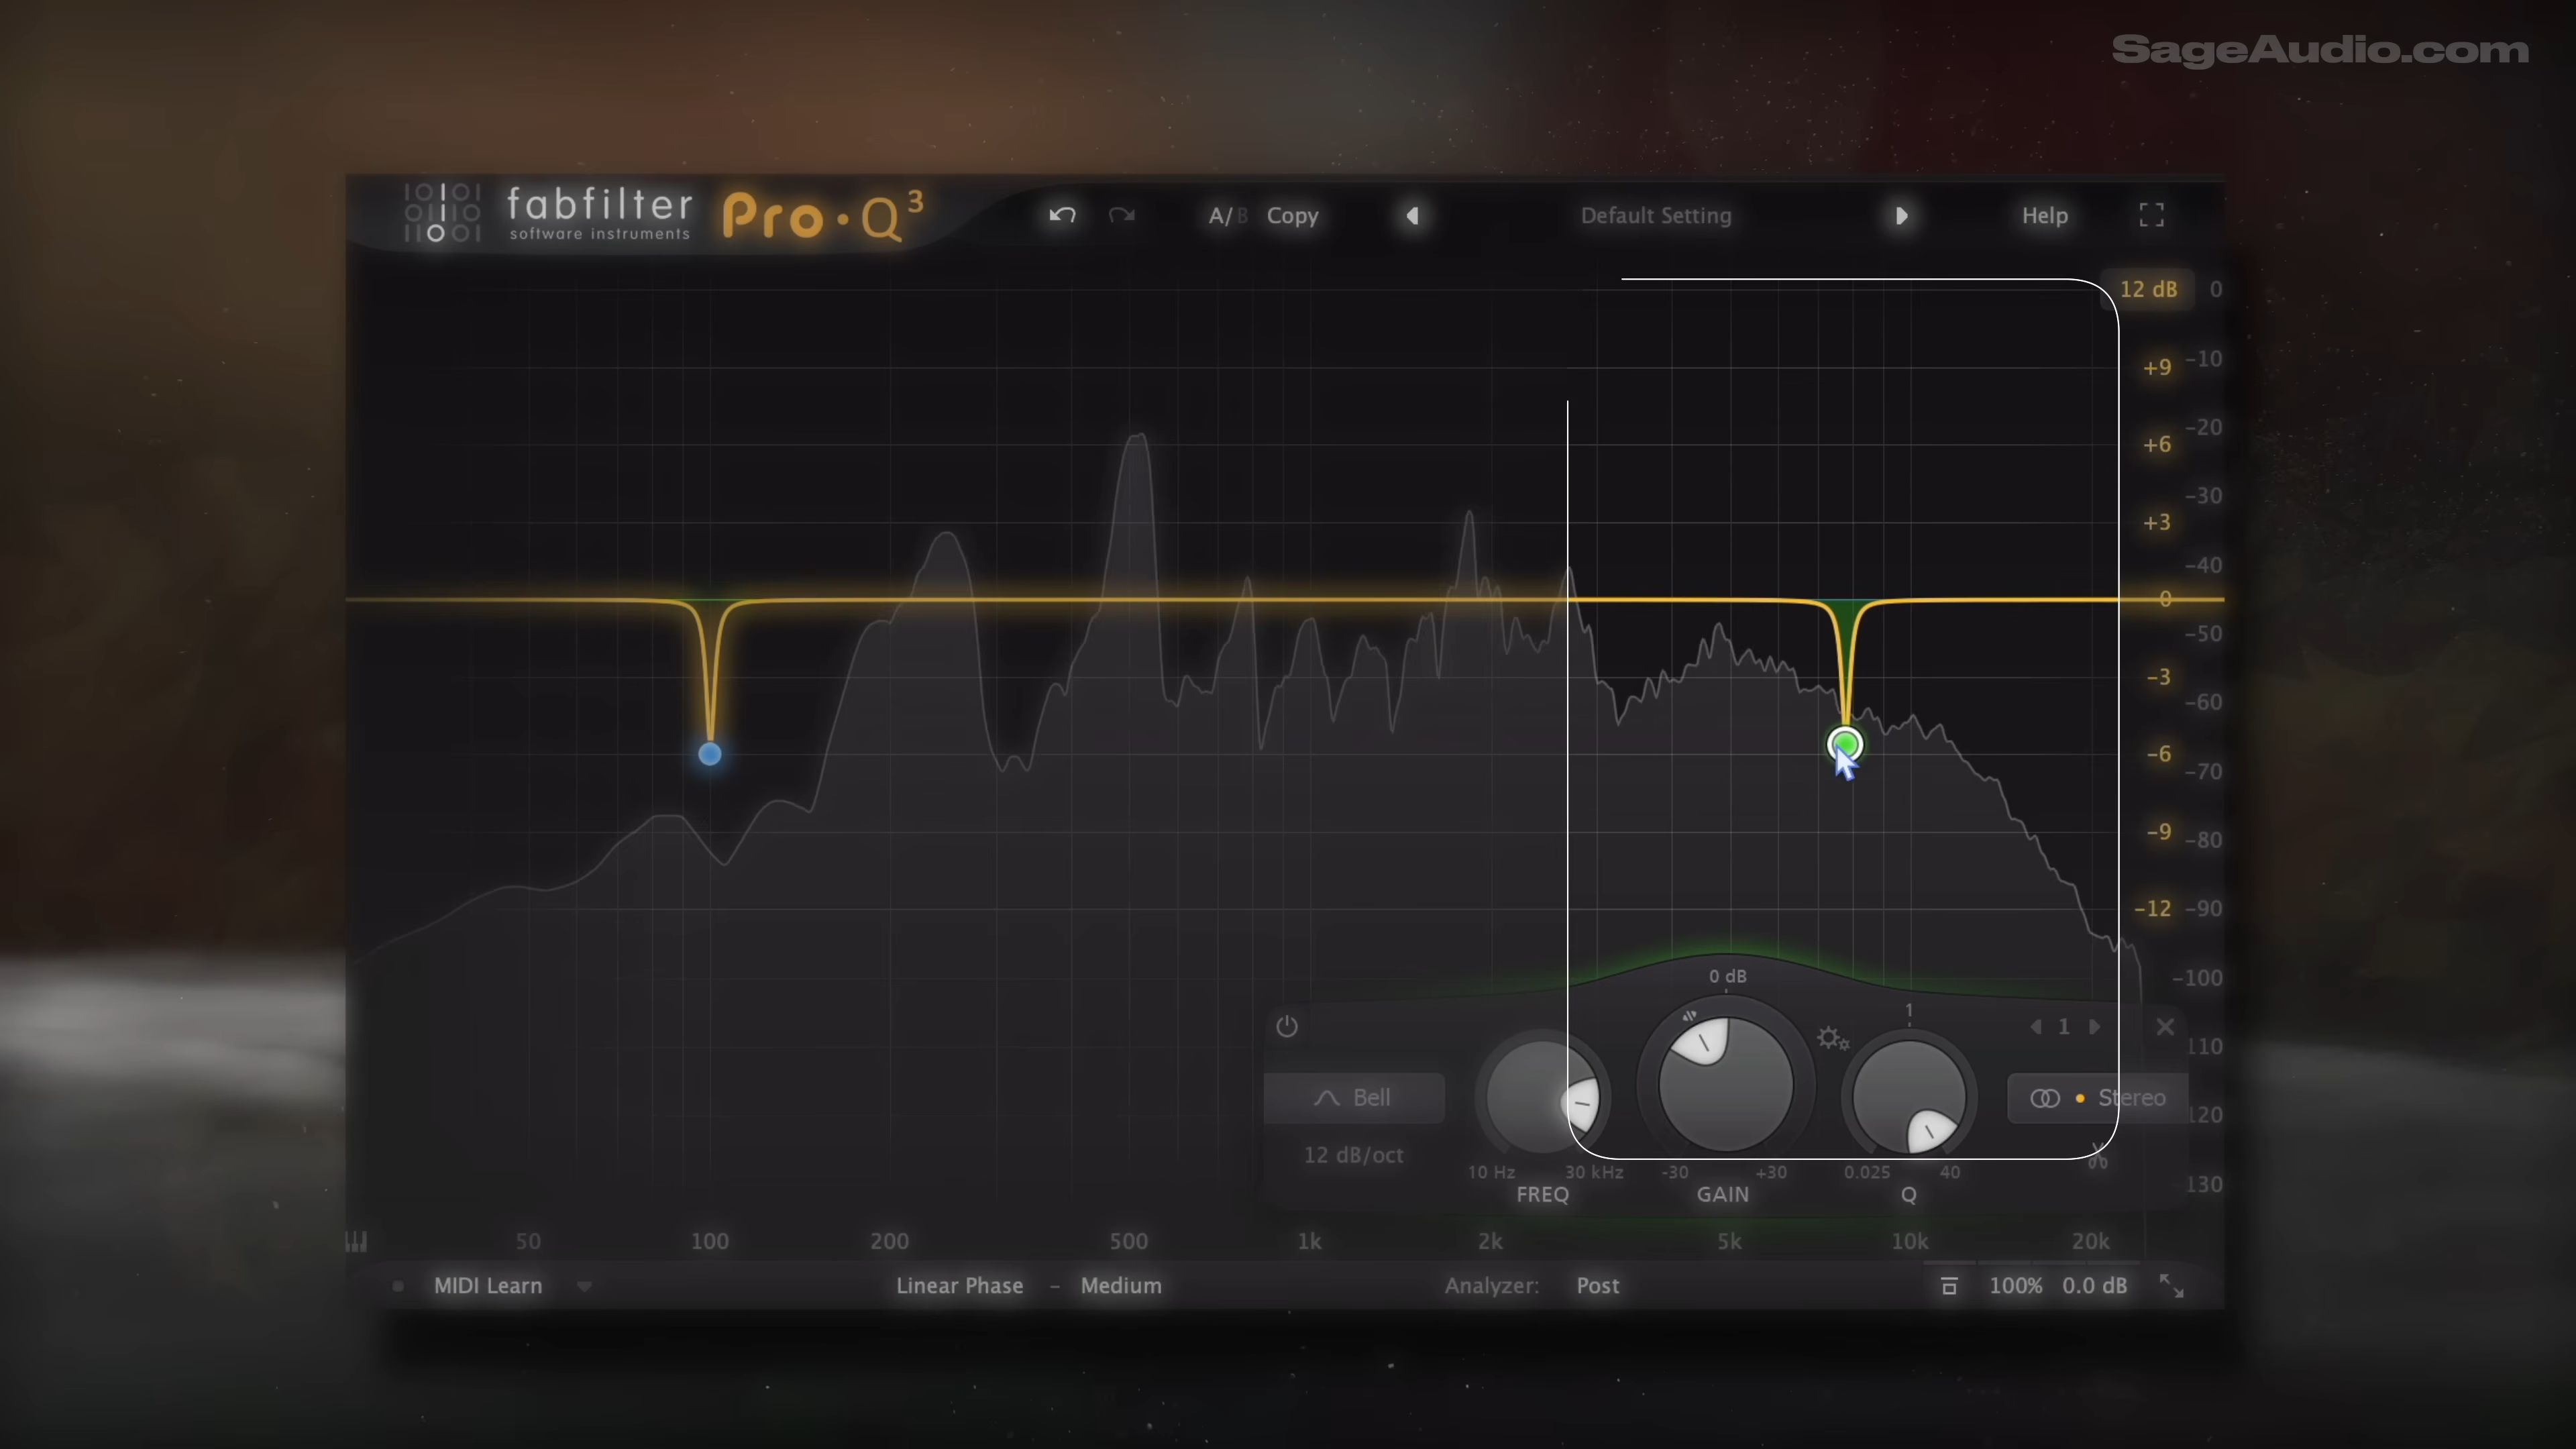 SageAudio.com
fabfilter
software instruments
Pro·Q3
A/B Copy
Default Setting
Help
12 dB 0
+9 -10
-20
+6
-30
+3
-40
0
-50
-3
-60
-6
-70
-9
-80
-12 -90
-100
110
120
130
0 dB
1
1
Bell
Stereo
12 dB/oct
10 Hz 30 kHz
-30 +30
0.025 40
FREQ GAIN Q
50 100 200 500 1k 2k 5k 10k 20k
MIDI Learn
Linear Phase - Medium
Analyzer: Post
100% 0.0 dB